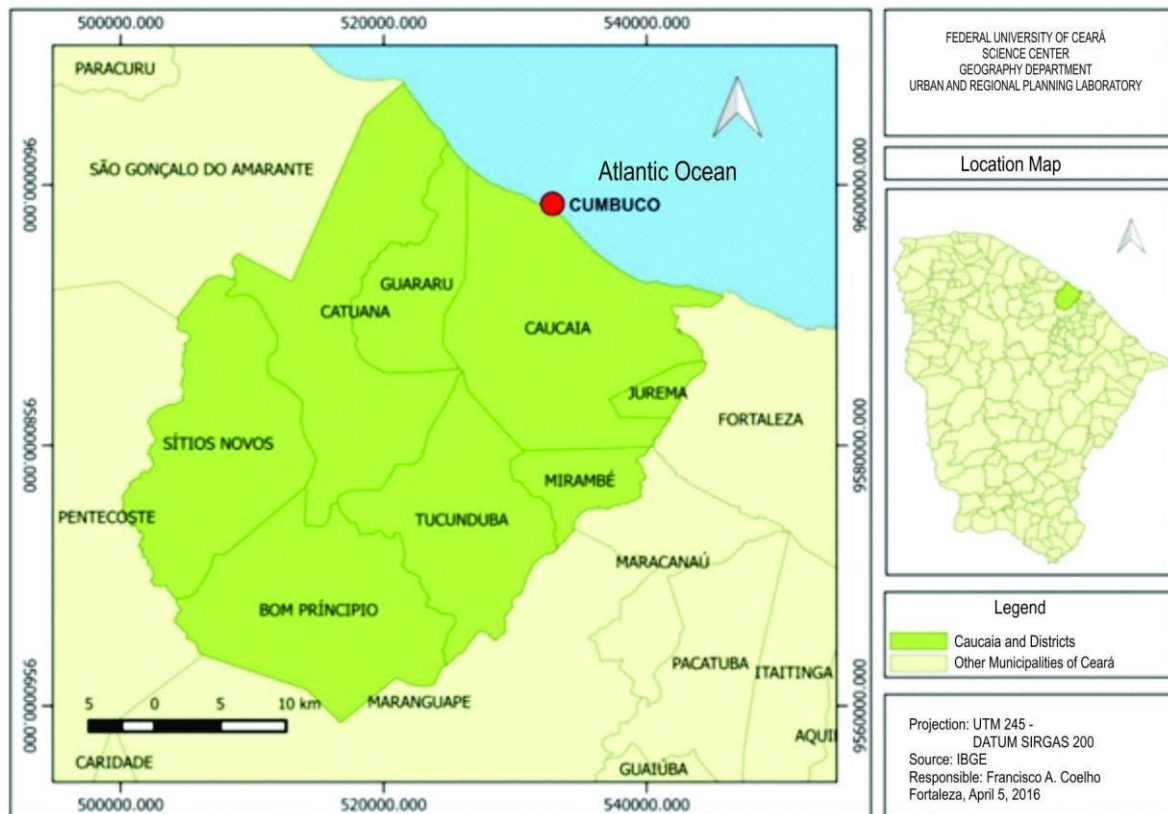 500000.000
520000.000
540000.000
PARACURU
SÃO GONÇALO DO AMARANTE
Atlantic Ocean
CUMBUCO
9600000.000
9600000.000
GUARARU
CATUANA
CAUCAIA
JUREMA
FORTALEZA
9580000.000
9580000.000
SÍTIOS NOVOS
MIRAMBÉ
PENTECOSTE
TUCUNDUBA
MARACANAÚ
BOM PRÍNCIPIO
PACATUBA
ITAITINGA
MARANGUAPE
5 0 5 10 km
9560000.000
9560000.000
AQUI
CARIDADE
GUAIÚBA
500000.000
520000.000
540000.000
FEDERAL UNIVERSITY OF CEARÁ
SCIENCE CENTER
GEOGRAPHY DEPARTMENT
URBAN AND REGIONAL PLANNING LABORATORY
Location Map
Legend
Caucaia and Districts
Other Municipalities of Ceará
Projection: UTM 245 -
DATUM SIRGAS 200
Source: IBGE
Responsible: Francisco A. Coelho
Fortaleza, April 5, 2016